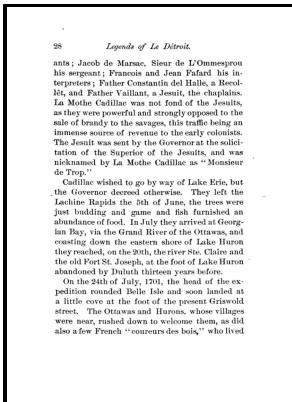 28 Legends of Le Détroit.
ants; Jacob de Marsac, Sieur de L'Ommesprou
his sergeant; Francois and Jean Fafard his in-
terpreters; Father Constantin del Halle, a Recol-
lêt, and Father Vaillant, a Jesuit, the chaplains.
La Mothe Cadillac was not fond of the Jesuits,
as they were powerful and strongly opposed to the
sale of brandy to the savages, this traffic being an
immense source of revenue to the early colonists.
The Jesuit was sent by the Governor at the solici-
tation of the Superior of the Jesuits, and was
nicknamed by La Mothe Cadillac as "Monsieur
de Trop."
Cadillac wished to go by way of Lake Erie, but
the Governor decreed otherwise. They left the
Lachine Rapids the 5th of June, the trees were
just budding and game and fish furnished an
abundance of food. In July they arrived at Georg-
ian Bay, via the Grand River of the Ottawas, and
coasting down the eastern shore of Lake Huron
they reached, on the 20th, the river Ste. Claire and
the old Fort St. Joseph, at the foot of Lake Huron
abandoned by Duluth thirteen years before.
On the 24th of July, 1701, the head of the ex-
pedition rounded Belle Isle and soon landed at
a little cove at the foot of the present Griswold
street. The Ottawas and Hurons, whose villages
were near, rushed down to welcome them, as did
also a few French "coureurs des bois," who lived